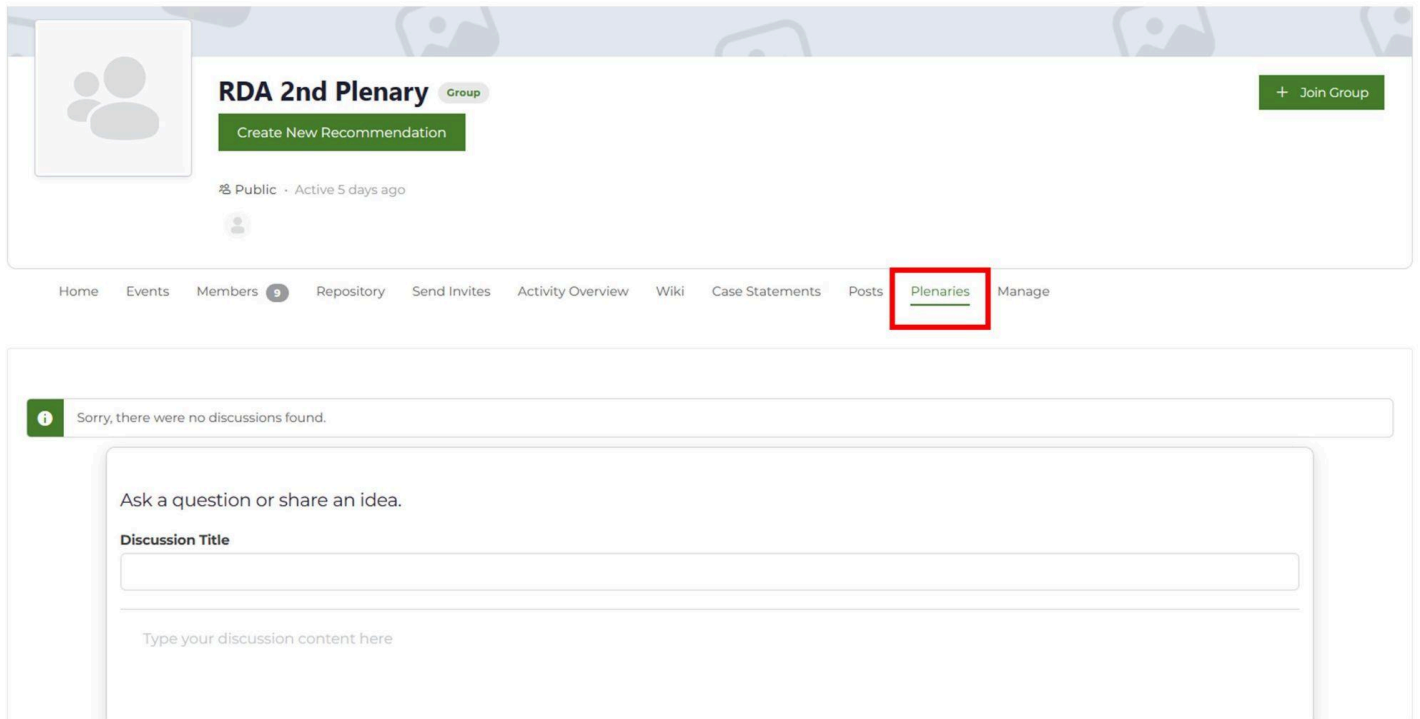 RDA 2nd Plenary Group
+ Join Group
Create New Recommendation
Public · Active 5 days ago
Home Events Members 9 Repository Send Invites Activity Overview Wiki Case Statements Posts Plenaries Manage
Sorry, there were no discussions found.
Ask a question or share an idea.
Discussion Title
Type your discussion content here